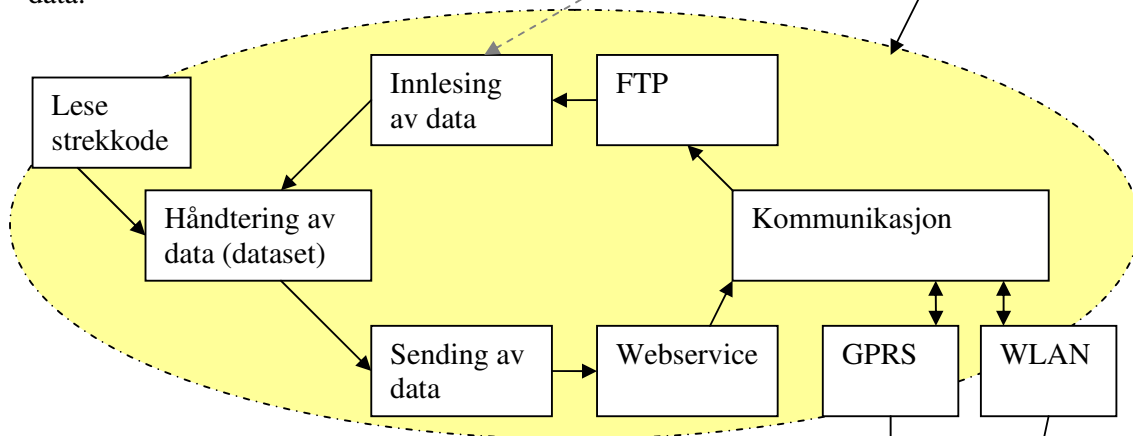 data.
Innlesing
av data
FTP
Lese
strekkode
Håndtering av
data (dataset)
Kommunikasjon
Sending av
data
Webservice
GPRS
WLAN